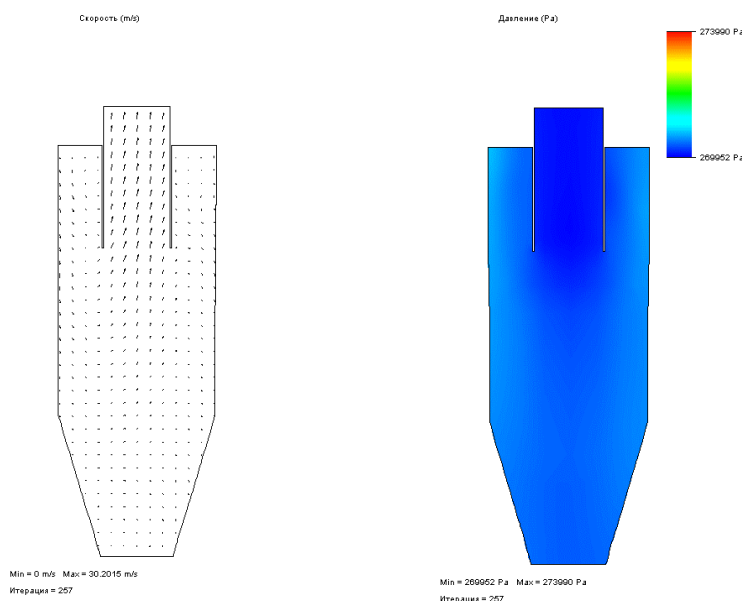 Скорость (m/s)
Давление (Pa)
273990 Pa
269952 Pa
Min = 0 m/s Max = 30.2015 m/s
Итерация = 257
Min = 269952 Pa Max = 273990 Pa
Итерация = 257